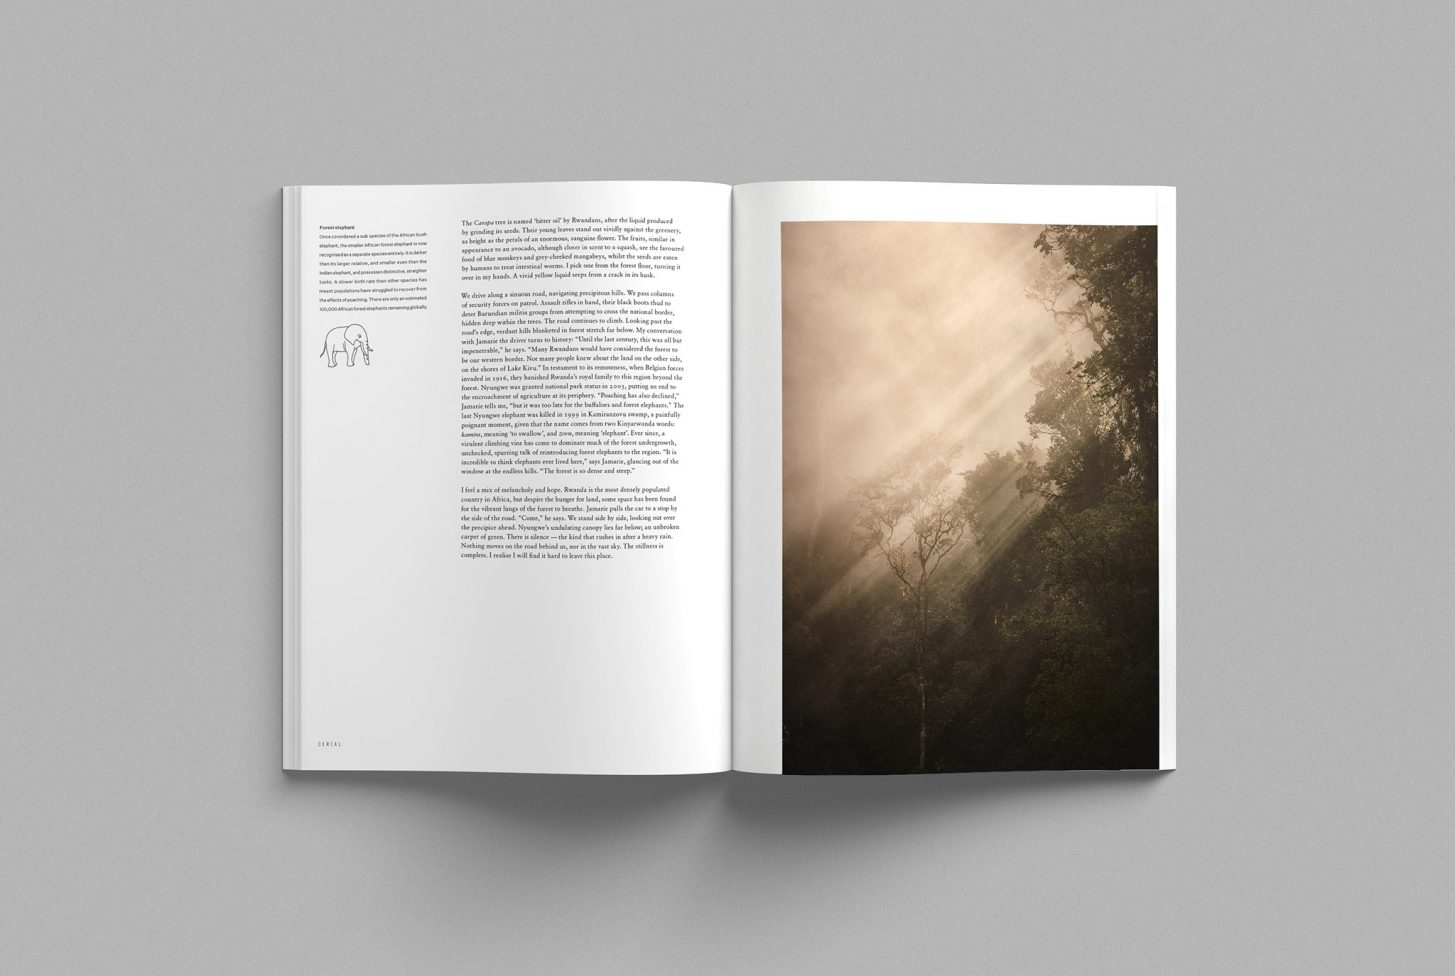 Forest elephant
Once considered a sub species of the African bush
elephant, the smaller African forest elephant is now
recognised as a separate species entirely. It is darker
than its larger relative, and smaller even than the
Indian elephant, and possesses distinctive, straighter
tusks. A slower birth rate than other species has
meant populations have struggled to recover from
the effects of poaching. There are only an estimated
100,000 African forest elephants remaining globally.
The Carapa tree is named ‘bitter oil’ by Rwandans, after the liquid produced
by grinding its seeds. Their young leaves stand out vividly against the greenery,
as bright as the petals of an enormous, sanguine flower. The fruits, similar in
appearance to an avocado, although closer in scent to a squash, are the favoured
food of blue monkeys and grey-cheeked mangabeys, whilst the seeds are eaten
by humans to treat intestinal worms. I pick one from the forest floor, turning it
over in my hands. A vivid yellow liquid seeps from a crack in its husk.
We drive along a sinuous road, navigating precipitous hills. We pass columns
of security forces on patrol. Assault rifles in hand, their black boots thud to
deter Burundian militia groups from attempting to cross the national border,
hidden deep within the trees. The road continues to climb. Looking past the
road’s edge, verdant hills blanketed in forest stretch far below. My conversation
with Jamarie the driver turns to history: “Until the last century, this was all but
impenetrable,” he says. “Many Rwandans would have considered the forest to
be our western border. Not many people knew about the land on the other side,
on the shores of Lake Kivu.” In testament to its remoteness, when Belgian forces
invaded in 1916, they banished Rwanda’s royal family to this region beyond the
forest. Nyungwe was granted national park status in 2005, putting an end to
the encroachment of agriculture at its periphery. “Poaching has also declined,”
Jamarie tells me, “but it was too late for the buffaloes and forest elephants.” The
last Nyungwe elephant was killed in 1999 in Kamiranzovu swamp, a painfully
poignant moment, given that the name comes from two Kinyarwanda words:
kamira, meaning ‘to swallow’, and zovu, meaning ‘elephant’. Ever since, a
virulent climbing vine has come to dominate much of the forest undergrowth,
unchecked, spurring talk of reintroducing forest elephants to the region. “It is
incredible to think elephants ever lived here,” says Jamarie, glancing out of the
window at the endless hills. “The forest is so dense and steep.”
I feel a mix of melancholy and hope. Rwanda is the most densely populated
country in Africa, but despite the hunger for land, some space has been found
for the vibrant lungs of the forest to breathe. Jamarie pulls the car to a stop by
the side of the road. “Come,” he says. We stand side by side, looking out over
the precipice ahead. Nyungwe’s undulating canopy lies far below; an unbroken
carpet of green. There is silence — the kind that rushes in after a heavy rain.
Nothing moves on the road behind us, nor in the vast sky. The stillness is
complete. I realise I will find it hard to leave this place.
CEREAL